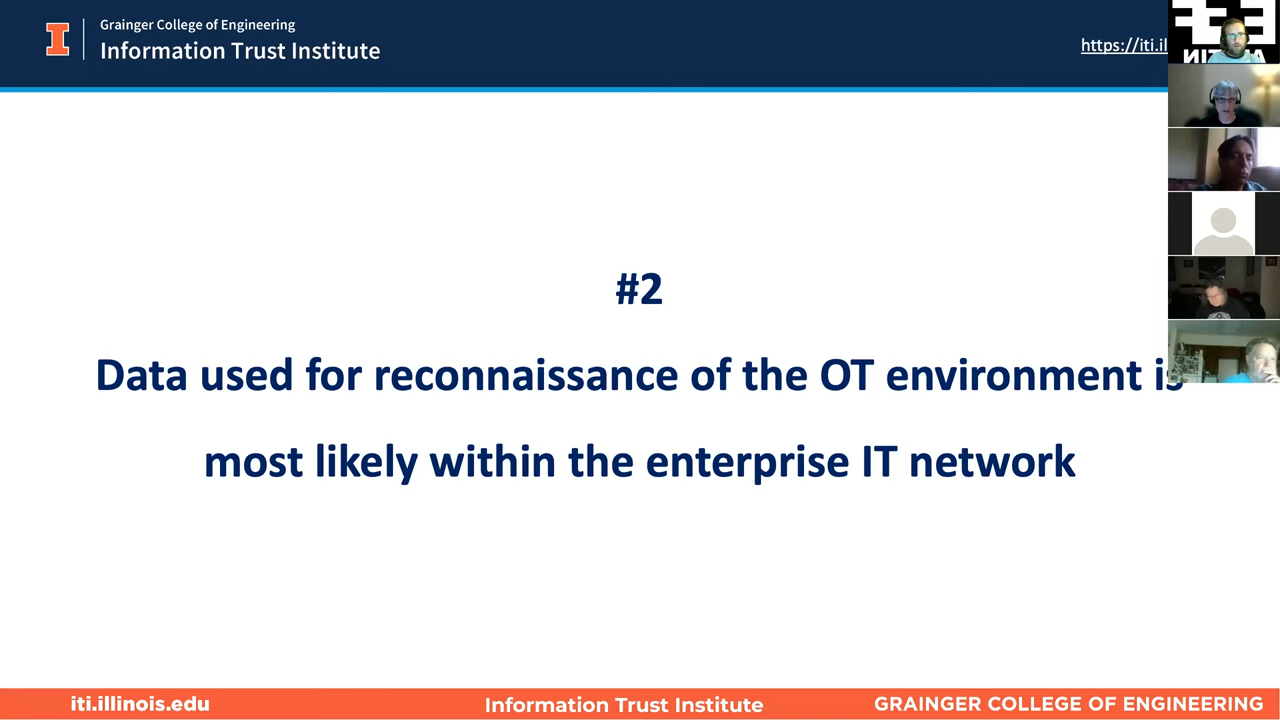 Grainger College of Engineering
Information Trust Institute
https://iti.il
#2
Data used for reconnaissance of the OT environment is
most likely within the enterprise IT network
iti.illinois.edu
Information Trust Institute
GRAINGER COLLEGE OF ENGINEERING